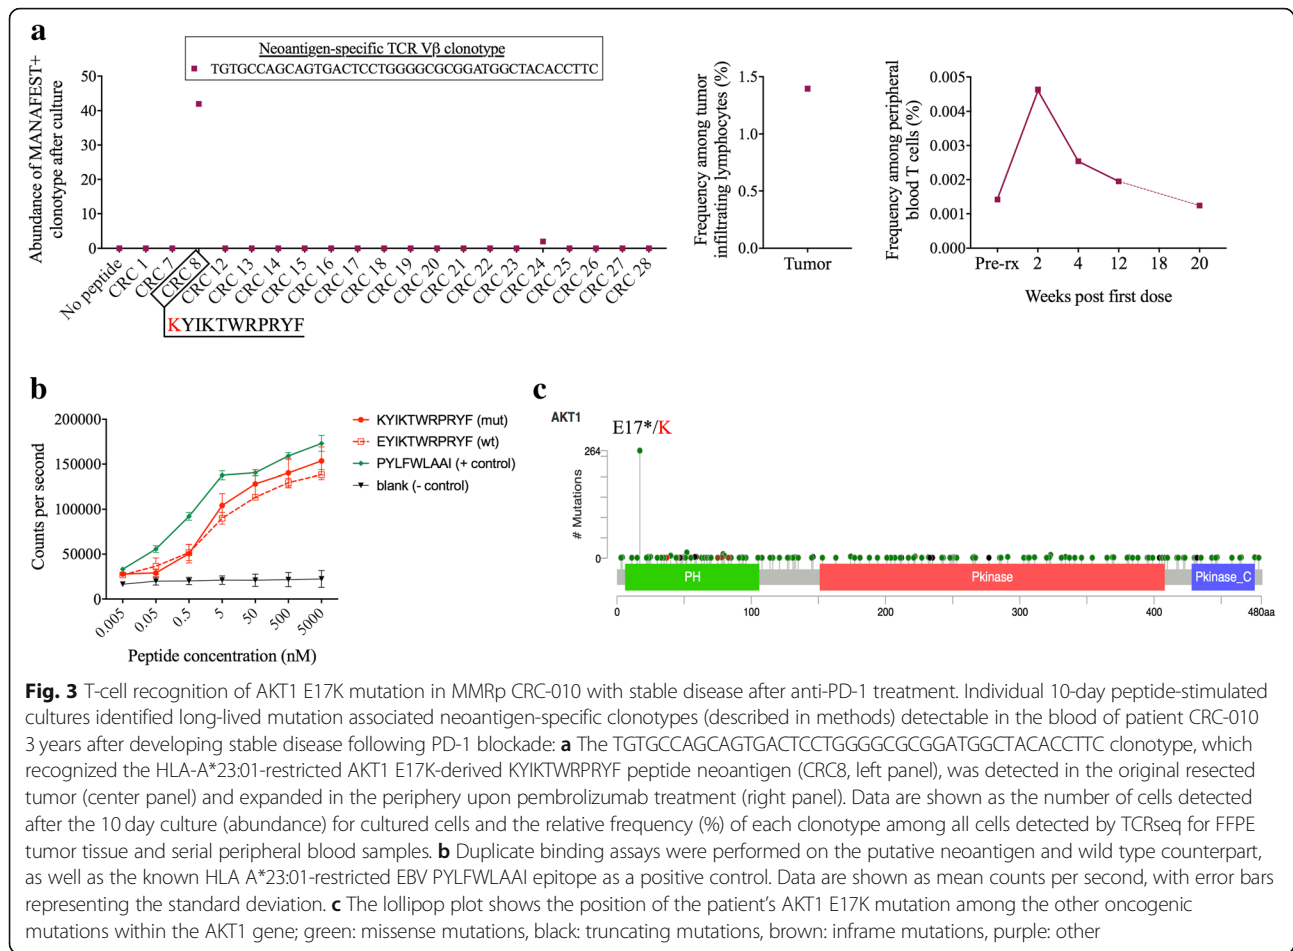 a
Neoantigen-specific TCR Vβ clonotype
TGTGCCAGCAGTGACTCCTGGGGCGCGGATGGCTACACCTTC
Abundance of MANAFEST+
clonotype after culture
50
40
30
20
10
0
No peptide
CRC 1
CRC 7
CRC 8
CRC 12
CRC 13
CRC 14
CRC 15
CRC 16
CRC 17
CRC 18
CRC 19
CRC 20
CRC 21
CRC 22
CRC 23
CRC 24
CRC 25
CRC 26
CRC 27
CRC 28
KYIKTWRPRYF
Frequency among tumor
infiltrating lymphocytes (%)
1.5
1.0
0.5
0.0
Tumor
Frequency among peripheral
blood T cells (%)
0.005
0.004
0.003
0.002
0.001
0.000
Pre-rx 2 4 12 18 20
Weeks post first dose
b
Counts per second
200000
150000
100000
50000
0
0.005
0.05
0.5
5
50
500
5000
Peptide concentration (nM)
KYIKTWRPRYF (mut)
EYIKTWRPRYF (wt)
PYLFWLAAI (+ control)
blank (- control)
c
AKT1
E17*/K
# Mutations
264
0
PH
Pkinase
Pkinase_C
0 100 200 300 400 480aa
Fig. 3 T-cell recognition of AKT1 E17K mutation in MMRp CRC-010 with stable disease after anti-PD-1 treatment. Individual 10-day peptide-stimulated
cultures identified long-lived mutation associated neoantigen-specific clonotypes (described in methods) detectable in the blood of patient CRC-010
3 years after developing stable disease following PD-1 blockade: a The TGTGCCAGCAGTGACTCCTGGGGCGCGGATGGCTACACCTTC clonotype, which
recognized the HLA-A*23:01-restricted AKT1 E17K-derived KYIKTWRPRYF peptide neoantigen (CRC8, left panel), was detected in the original resected
tumor (center panel) and expanded in the periphery upon pembrolizumab treatment (right panel). Data are shown as the number of cells detected
after the 10 day culture (abundance) for cultured cells and the relative frequency (%) of each clonotype among all cells detected by TCRseq for FFPE
tumor tissue and serial peripheral blood samples. b Duplicate binding assays were performed on the putative neoantigen and wild type counterpart,
as well as the known HLA A*23:01-restricted EBV PYLFWLAAI epitope as a positive control. Data are shown as mean counts per second, with error bars
representing the standard deviation. c The lollipop plot shows the position of the patient's AKT1 E17K mutation among the other oncogenic
mutations within the AKT1 gene; green: missense mutations, black: truncating mutations, brown: inframe mutations, purple: other